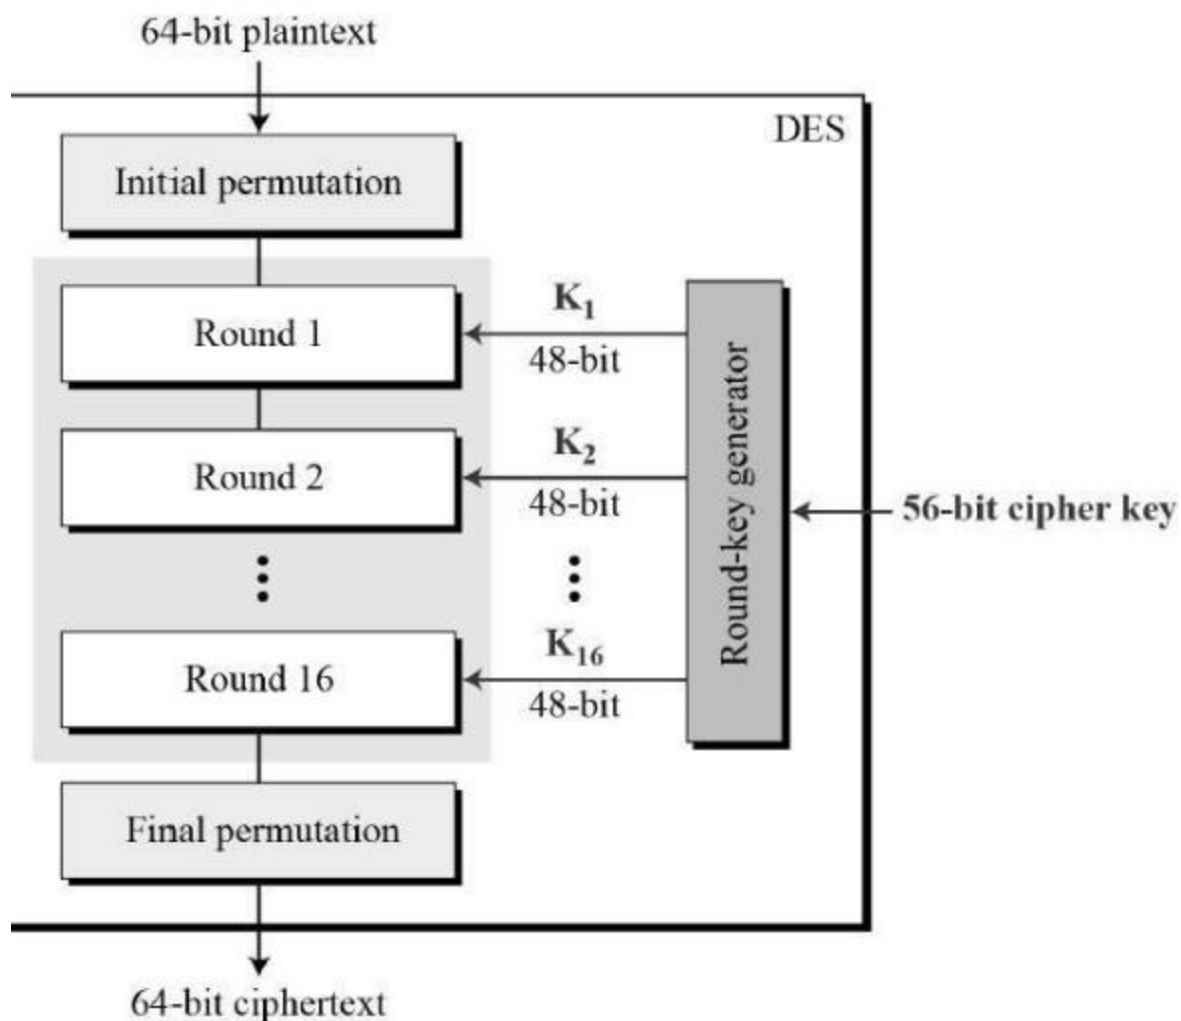 64-bit plaintext
DES
Initial permutation
Round 1
K1
48-bit
Round 2
K2
48-bit
Round-key generator
56-bit cipher key
Round 16
K16
48-bit
Final permutation
64-bit ciphertext